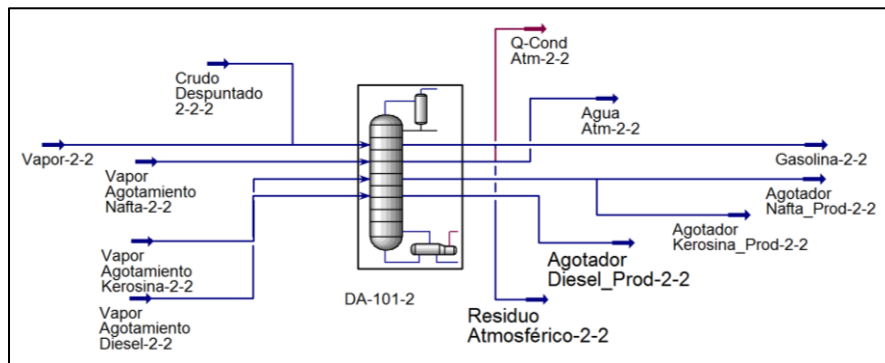 Q-Cond
Atm-2-2
Crudo
Despuntado
2-2-2
Agua
Atm-2-2
Vapor-2-2
Gasolina-2-2
Vapor
Agotamiento
Nafta-2-2
Agotador
Nafta_Prod-2-2
Agotador
Kerosina_Prod-2-2
Vapor
Agotamiento
Kerosina-2-2
Agotador
Diesel_Prod-2-2
Vapor
Agotamiento
Diesel-2-2
DA-101-2
Residuo
Atmosférico-2-2